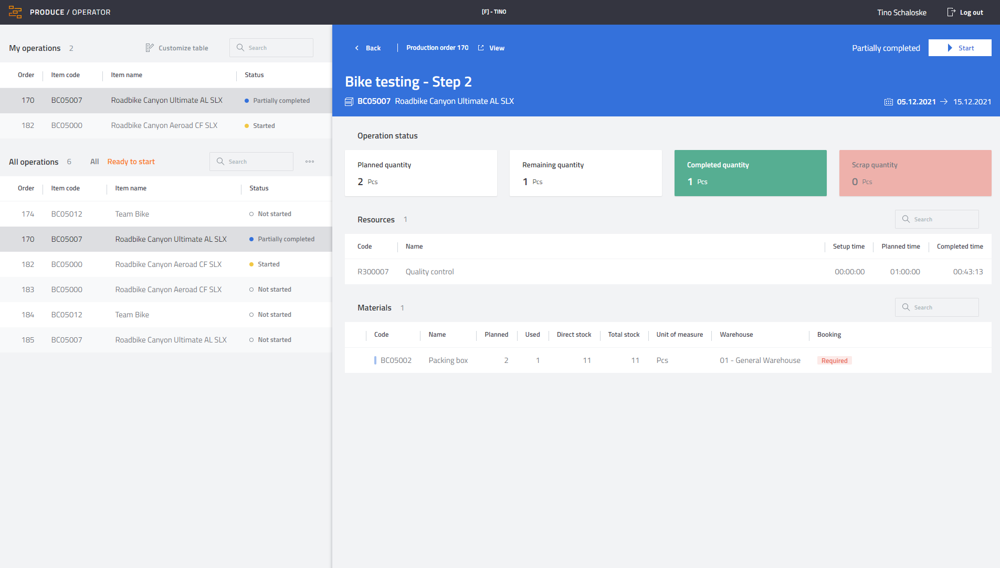 PRODUCE / OPERATOR
[F] - TINO
Tino Schaloske
Log out
My operations 2
Customize table
Search
Order Item code Item name Status
170 BC05007 Roadbike Canyon Ultimate AL SLX Partially completed
182 BC05000 Roadbike Canyon Aeroad CF SLX Started
All operations 6 All Ready to start
Search
Order Item code Item name Status
174 BC05012 Team Bike Not started
170 BC05007 Roadbike Canyon Ultimate AL SLX Partially completed
182 BC05000 Roadbike Canyon Aeroad CF SLX Started
183 BC05000 Roadbike Canyon Aeroad CF SLX Not started
184 BC05012 Team Bike Not started
185 BC05007 Roadbike Canyon Ultimate AL SLX Not started
Back Production order 170 View
Partially completed Start
Bike testing - Step 2
BC05007 Roadbike Canyon Ultimate AL SLX
05.12.2021 → 15.12.2021
Operation status
Planned quantity
2 Pcs
Remaining quantity
1 Pcs
Completed quantity
1 Pcs
Scrap quantity
0 Pcs
Resources 1
Search
Code Name Setup time Planned time Completed time
R300007 Quality control 00:00:00 01:00:00 00:43:13
Materials 1
Search
Code Name Planned Used Direct stock Total stock Unit of measure Warehouse Booking
BC05002 Packing box 2 1 11 11 Pcs 01 - General Warehouse Required